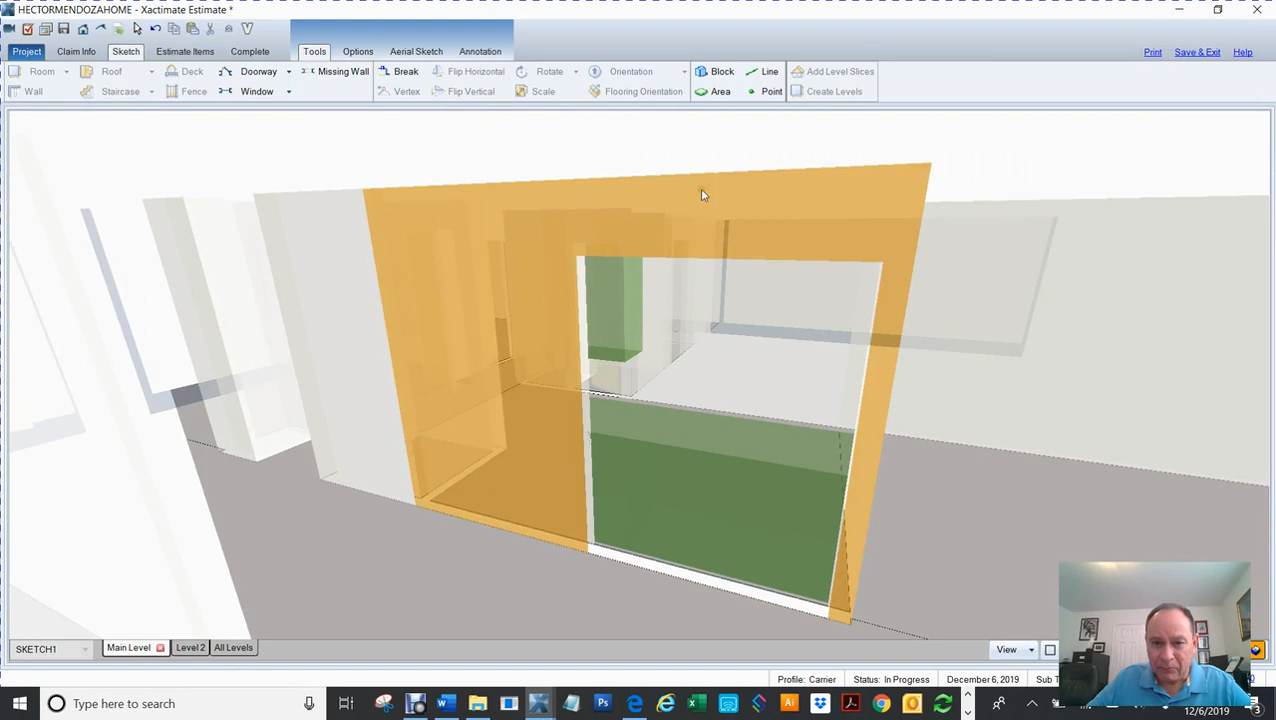 HECTORMENDOZAHOME - Xactimate Estimate *
Project Claim Info Sketch Estimate Items Complete Tools Options Aerial Sketch Annotation Print Save & Exit Help
Room Roof Deck Doorway Missing Wall Break Flip Horizontal Rotate Orientation Block Line Add Level Slices
Wall Staircase Fence Window Vertex Flip Vertical Scale Flooring Orientation Area Point Create Levels
SKETCH1 Main Level Level 2 All Levels View
Profile: Carrier Status: In Progress December 6, 2019 Sub T
Type here to search
12/6/2019